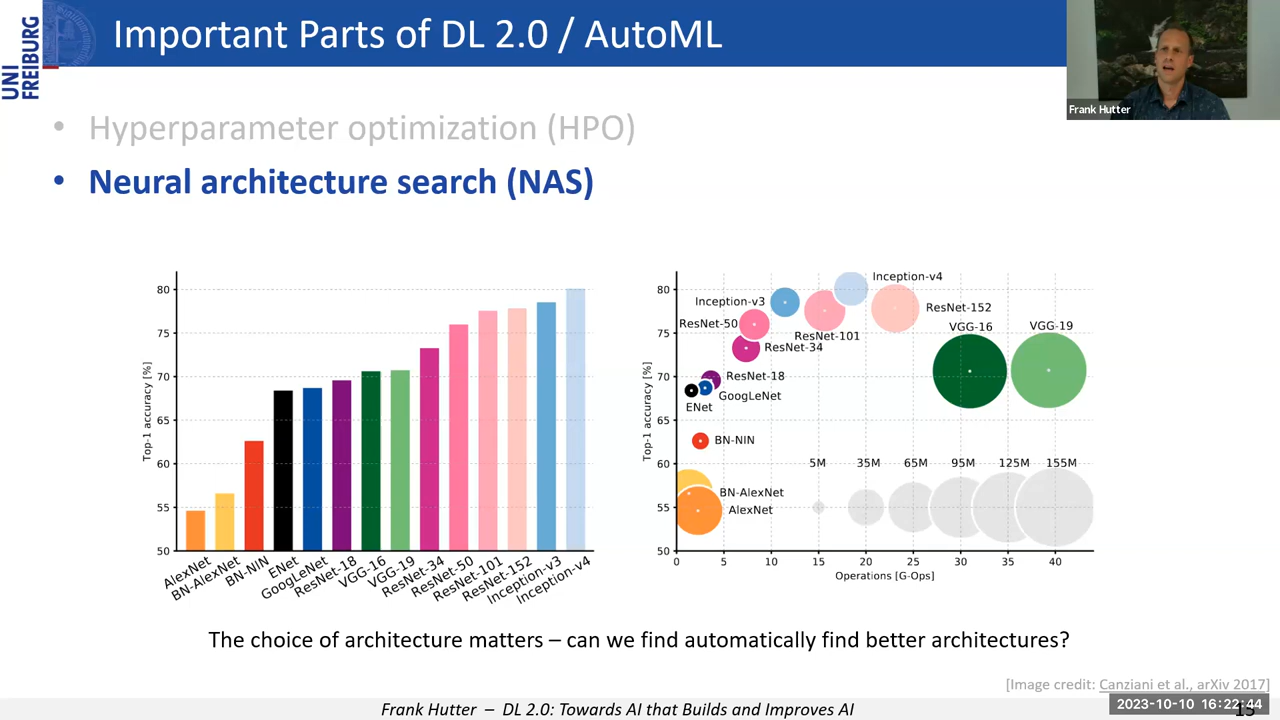 Important Parts of DL 2.0 / AutoML
UNI
FREIBURG
Frank Hutter
• Hyperparameter optimization (HPO)
• Neural architecture search (NAS)
Top-1 accuracy [%]
80
75
70
65
60
55
50
AlexNet
BN-AlexNet
BN-NIN
ENet
GoogLeNet
ResNet-18
VGG-16
VGG-19
ResNet-34
ResNet-50
ResNet-101
ResNet-152
Inception-v3
Inception-v4
Top-1 accuracy [%]
80
75
70
65
60
55
50
Inception-v4
Inception-v3
ResNet-152
ResNet-50
VGG-16
VGG-19
ResNet-101
ResNet-34
ResNet-18
GoogLeNet
ENet
BN-NIN
5M 35M 65M 95M 125M 155M
BN-AlexNet
AlexNet
0 5 10 15 20 25 30 35 40
Operations [G-Ops]
The choice of architecture matters – can we find automatically find better architectures?
[Image credit: Canziani et al., arXiv 2017]
Frank Hutter – DL 2.0: Towards AI that Builds and Improves AI
2023-10-10 16:22:44